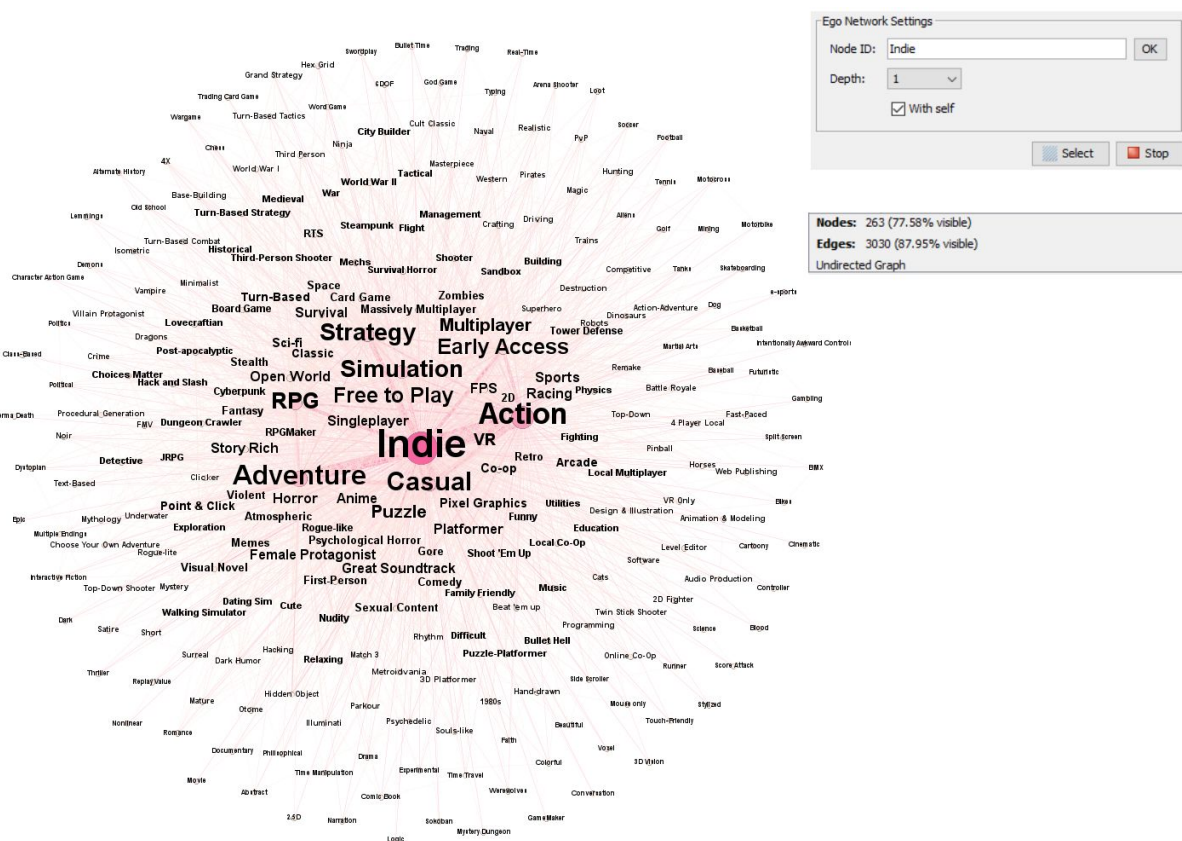 Ego Network Settings
Node ID: Indie OK
Depth: 1
With self
Select Stop
Nodes: 263 (77.58% visible)
Edges: 3030 (87.95% visible)
Undirected Graph
Swordplay Bullet Time Trading Real-Time
Hex Grid
Grand Strategy 6DOF God Game Arena Shooter Loot
Trading Card Game Word Game Typing
Wargame Turn-Based Tactics City Builder Cult Classic Naval Realistic PvP Soccer Football
Chess Ninja
4X Third Person Masterpiece
Alternate History World War I World War II Tactical Western Pirates Hunting Tennis Motocross
Base-Building Medieval War Magic
Lemmings Old School Turn-Based Strategy Steampunk Flight Management Crafting Driving Aliens Golf Mining Motorbike
Isometric Turn-Based Combat RTS Trains
Historical Third-Person Shooter Mechs Shooter Building
Demons Survival Horror Sandbox Competitive Tanks Skateboarding
Character Action Game Vampire Minimalist Space Destruction e-sports
Turn-Based Card Game Zombies
Villain Protagonist Board Game Survival Massively Multiplayer Superhero Action-Adventure Dog
Politics Lovecraftian Strategy Multiplayer Robots Dinosaurs Basketball
Dragons Sci-fi Tower Defense
Class-Based Crime Post-apocalyptic Classic Early Access Martial Arts Intentionally Awkward Controls
Stealth Simulation Remake Baseball Futuristic
Political Choices Matter Hack and Slash Open World Sports
Cyberpunk RPG Free to Play FPS 2D Racing Physics Battle Royale Gambling
Procedural Generation Fantasy Action Top-Down Fast-Paced
FMV Dungeon Crawler Singleplayer 4 Player Local
Noir RPGMaker Indie VR Fighting Split Screen
Story Rich Retro Pinball
Dystopian Detective JRPG Co-op Arcade Horses BMX
Text-Based Clicker Adventure Casual Local Multiplayer Web Publishing
Violent Horror Anime Pixel Graphics Utilities VR Only Bikes
Epic Point & Click Puzzle Design & Illustration
Mythology Underwater Atmospheric Funny Animation & Modeling
Multiple Endings Exploration Rogue-like Platformer Education
Choose Your Own Adventure Memes Psychological Horror Local Co-Op Level Editor Cartoony Cinematic
Rogue-lite Female Protagonist Gore Shoot 'Em Up Software
Interactive Fiction Visual Novel Great Soundtrack Cats Audio Production
Top-Down Shooter Mystery First-Person Comedy Music Controller
Family Friendly 2D Fighter
Dark Walking Simulator Dating Sim Cute Sexual Content Beat 'em up Twin Stick Shooter
Satire Short Nudity Programming Science Blood
Rhythm Difficult Bullet Hell
Surreal Dark Humor Hacking Relaxing Match 3 Puzzle-Platformer Online Co-Op Runner Score Attack
Thriller Replay Value Metroidvania 3D Platformer Side Scroller
Mature Hidden Object 1980s Hand-drawn Mouse only Stylized
Otome Parkour
Nonlinear Romance Illuminati Psychedelic Souls-like Beautiful Touch-Friendly
Faith
Documentary Philosophical Drama Voxel
Movie Time Manipulation Experimental Time Travel Colorful 3D Vision
Abstract Comic Book Werewolves Conversation
2.5D Narration Sokoban GameMaker
Logic Mystery Dungeon